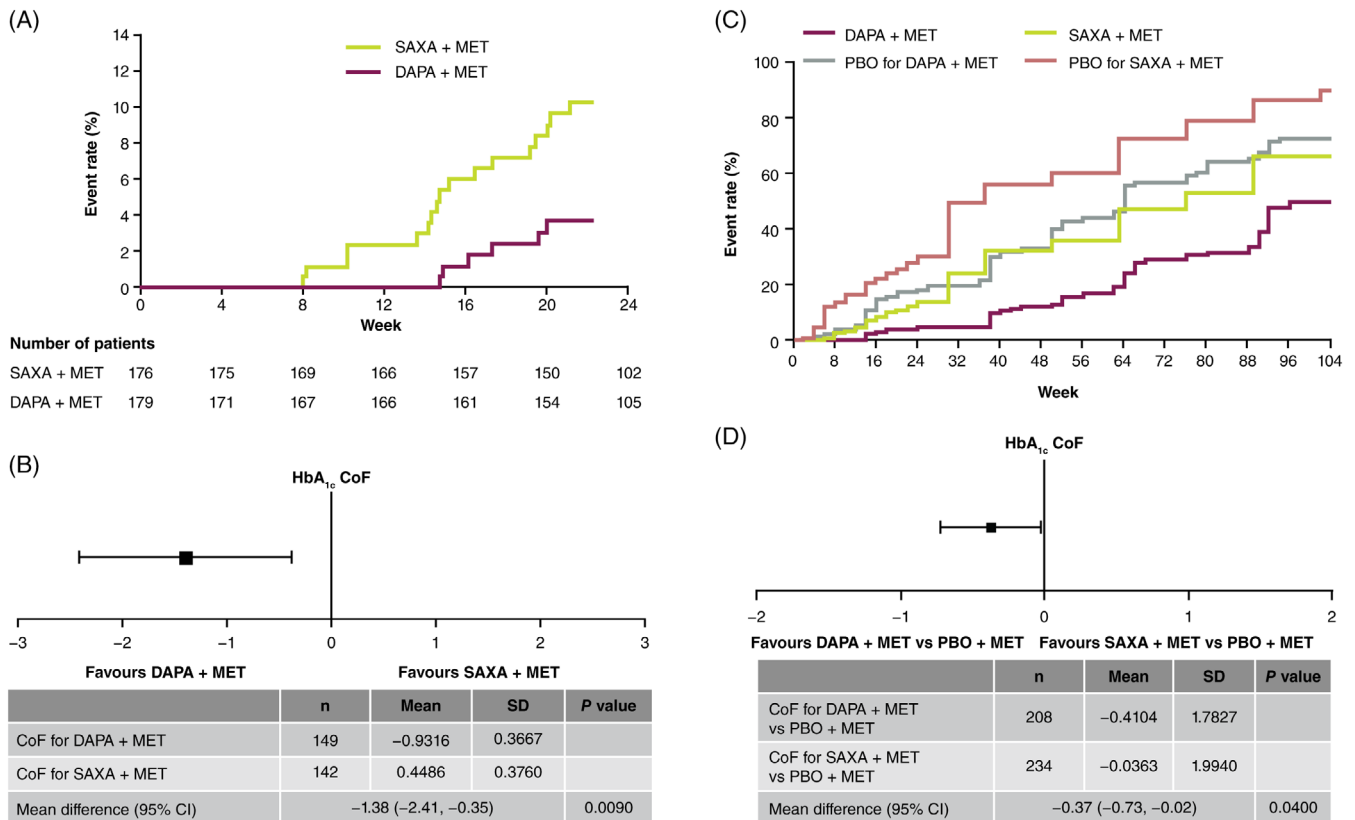 (A)
14
12
10
8
6
4
2
0
Event rate (%)
SAXA + MET
DAPA + MET
0 4 8 12 16 20 24
Week
Number of patients
SAXA + MET 176 175 169 166 157 150 102
DAPA + MET 179 171 167 166 161 154 105
(B)
HbA1c CoF
−3 −2 −1 0 1 2 3
Favours DAPA + MET Favours SAXA + MET
n Mean SD P value
CoF for DAPA + MET 149 −0.9316 0.3667
CoF for SAXA + MET 142 0.4486 0.3760
Mean difference (95% CI) −1.38 (−2.41, −0.35) 0.0090
(C)
DAPA + MET SAXA + MET
PBO for DAPA + MET PBO for SAXA + MET
100
80
60
40
20
0
Event rate (%)
0 8 16 24 32 40 48 56 64 72 80 88 96 104
Week
(D)
HbA1c CoF
−2 −1 0 1 2
Favours DAPA + MET vs PBO + MET Favours SAXA + MET vs PBO + MET
n Mean SD P value
CoF for DAPA + MET
vs PBO + MET
208 −0.4104 1.7827
CoF for SAXA + MET
vs PBO + MET
234 −0.0363 1.9940
Mean difference (95% CI) −0.37 (−0.73, −0.02) 0.0400